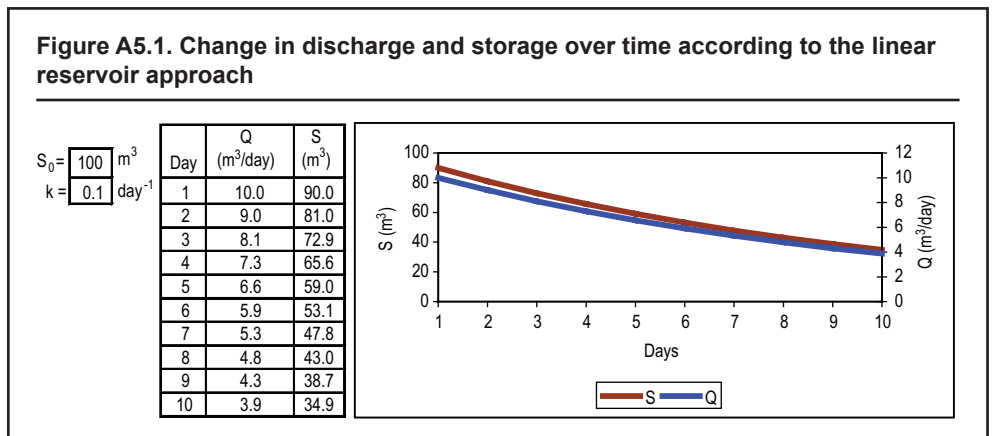 Figure A5.1. Change in discharge and storage over time according to the linear
reservoir approach
S₀= 100 m³
k = 0.1 day⁻¹
Day Q (m³/day) S (m³)
1 10.0 90.0
2 9.0 81.0
3 8.1 72.9
4 7.3 65.6
5 6.6 59.0
6 5.9 53.1
7 5.3 47.8
8 4.8 43.0
9 4.3 38.7
10 3.9 34.9
S (m³)
100
80
60
40
20
0
12
10
8
6
4
2
0
Q (m³/day)
1 2 3 4 5 6 7 8 9 10
Days
S Q